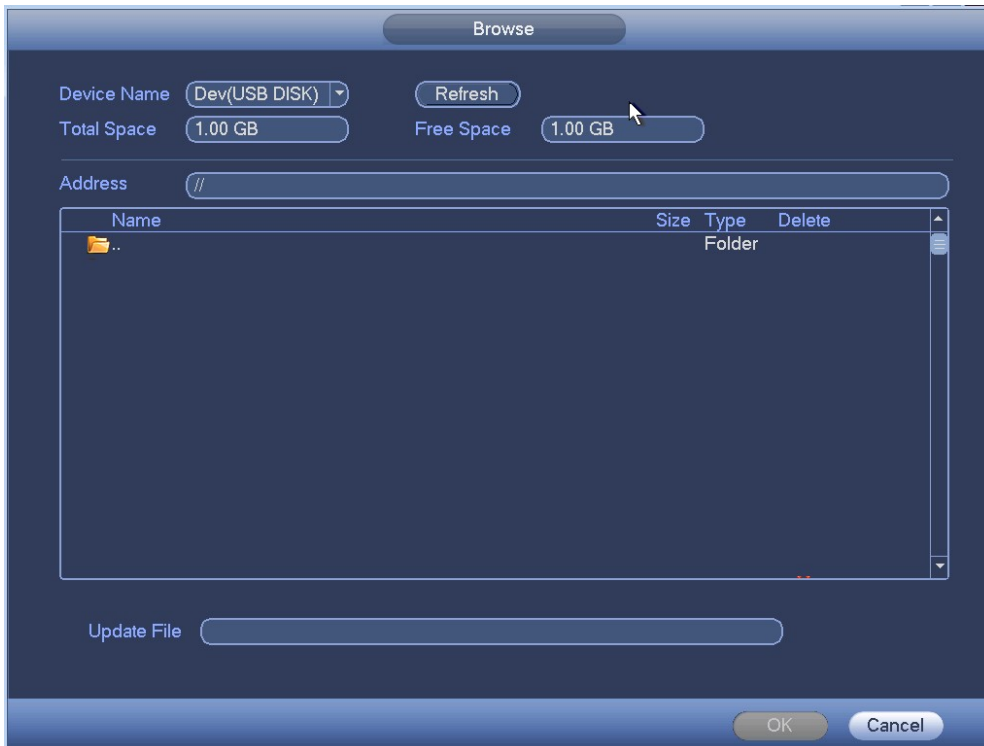 Browse
Device Name Dev(USB DISK) Refresh
Total Space 1.00 GB Free Space 1.00 GB
Address //
Name Size Type Delete
.. Folder
Update File
OK Cancel